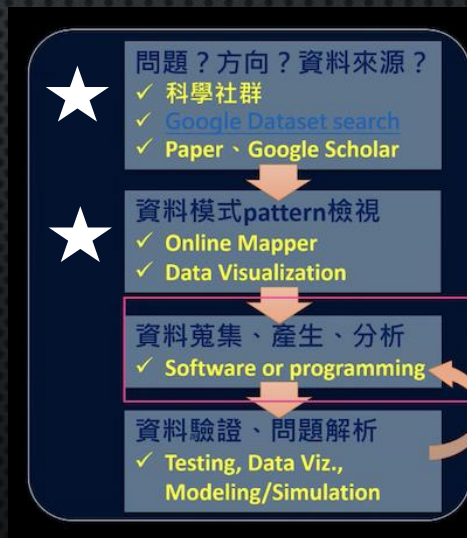 問題？方向？資料來源？
✓ 科學社群
✓ Google Dataset search
✓ Paper、Google Scholar
資料模式pattern檢視
✓ Online Mapper
✓ Data Visualization
資料蒐集、產生、分析
✓ Software or programming
資料驗證、問題解析
✓ Testing, Data Viz.,
Modeling/Simulation